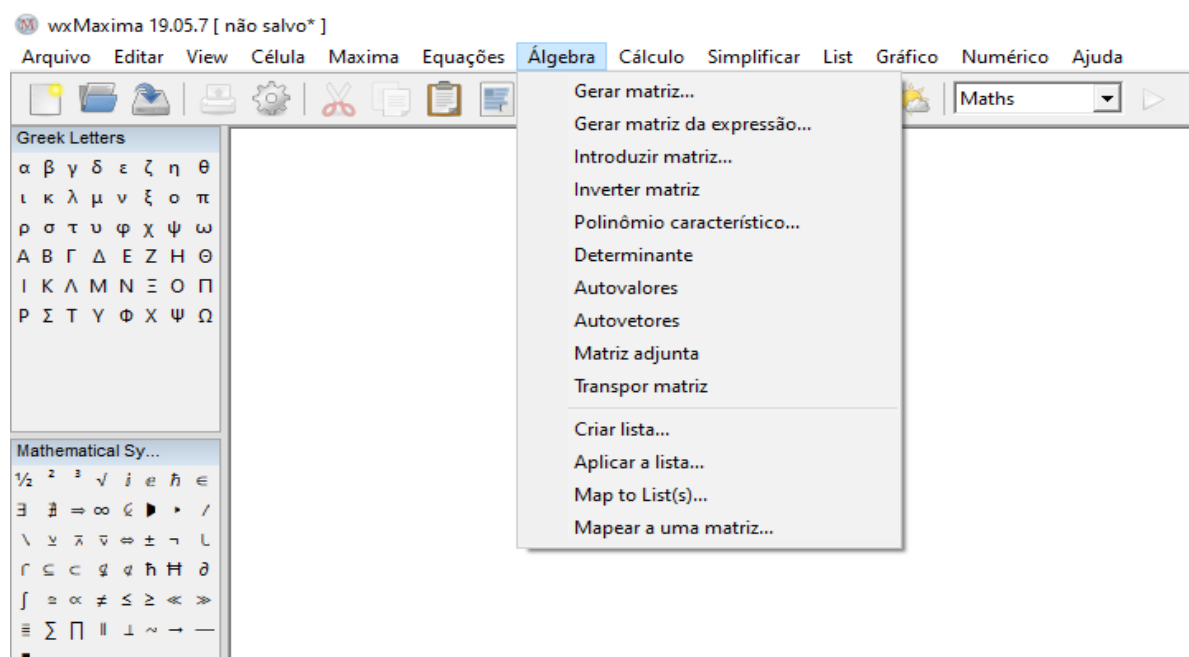 wxMaxima 19.05.7 [ não salvo* ]
Arquivo Editar View Célula Maxima Equações Álgebra Cálculo Simplificar List Gráfico Numérico Ajuda
Maths
Gerar matriz...
Gerar matriz da expressão...
Introduzir matriz...
Inverter matriz
Polinômio característico...
Determinante
Autovalores
Autovetores
Matriz adjunta
Transpor matriz
Criar lista...
Aplicar a lista...
Map to List(s)...
Mapear a uma matriz...
Greek Letters
α β γ δ ε ζ η θ
ι κ λ μ ν ξ ο π
ρ σ τ υ φ χ ψ ω
Α Β Γ Δ Ε Ζ Η Θ
Ι Κ Λ Μ Ν Ξ Ο Π
Ρ Σ Τ Υ Φ Χ Ψ Ω
Mathematical Sy...
½ ² ³ √ ⅈ ⅇ ℏ ∈
∃ ∄ ⇒ ∞ /
\ ⊻ ⊼ ⊽ ⇔ ± ¬
⊆ ⊂ ⊄ ħ Ħ ∂
∫ ≅ ∝ ≠ ≤ ≥ ≪ ≫
≣ ∑ ∏ ∥ ⟂ ~ → —